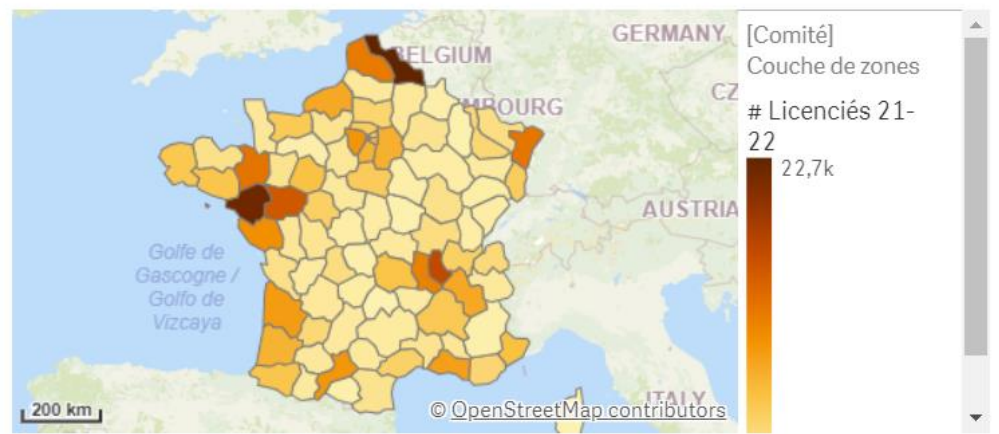 GERMANY
BELGIUM
CZ
MBOURG
AUSTRIA
Golfe de
Gascogne /
Golfo de
Vizcaya
ITALY
200 km
© OpenStreetMap contributors
[Comité]
Couche de zones
# Licenciés 21-
22
22,7k